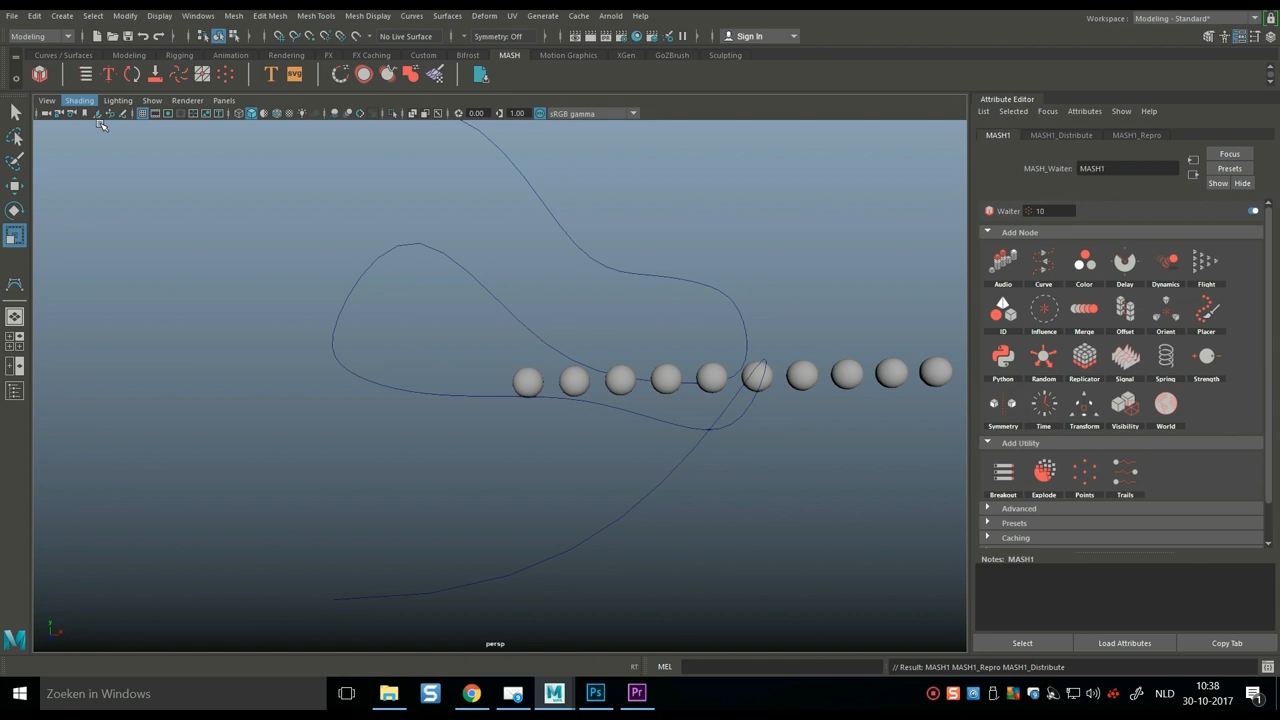 File Edit Create Select Modify Display Windows Mesh Edit Mesh Mesh Tools Mesh Display Curves Surfaces Deform UV Generate Cache Arnold Help
Workspace : Modeling - Standard*
Modeling
No Live Surface
Symmetry: Off
Sign In
Curves / Surfaces Modeling Rigging Animation Rendering FX FX Caching Custom Bifrost MASH Motion Graphics XGen GoZBrush Sculpting
T T svg
View Shading Lighting Show Renderer Panels
0.00 1.00 sRGB gamma
Attribute Editor
List Selected Focus Attributes Show Help
MASH1 MASH1_Distribute MASH1_Repro
Focus
MASH_Waiter: MASH1
Presets
Show Hide
Waiter 10
Add Node
Audio Curve Color Delay Dynamics Flight
ID Influence Merge Offset Orient Placer
Python Random Replicator Signal Spring Strength
Symmetry Time Transform Visibility World
Add Utility
Breakout Explode Points Trails
Advanced
Presets
Caching
Notes: MASH1
y
x
persp
Select Load Attributes Copy Tab
RT MEL // Result: MASH1 MASH1_Repro MASH1_Distribute
Zoeken in Windows
S Ps Pr
NLD
10:38
30-10-2017
1